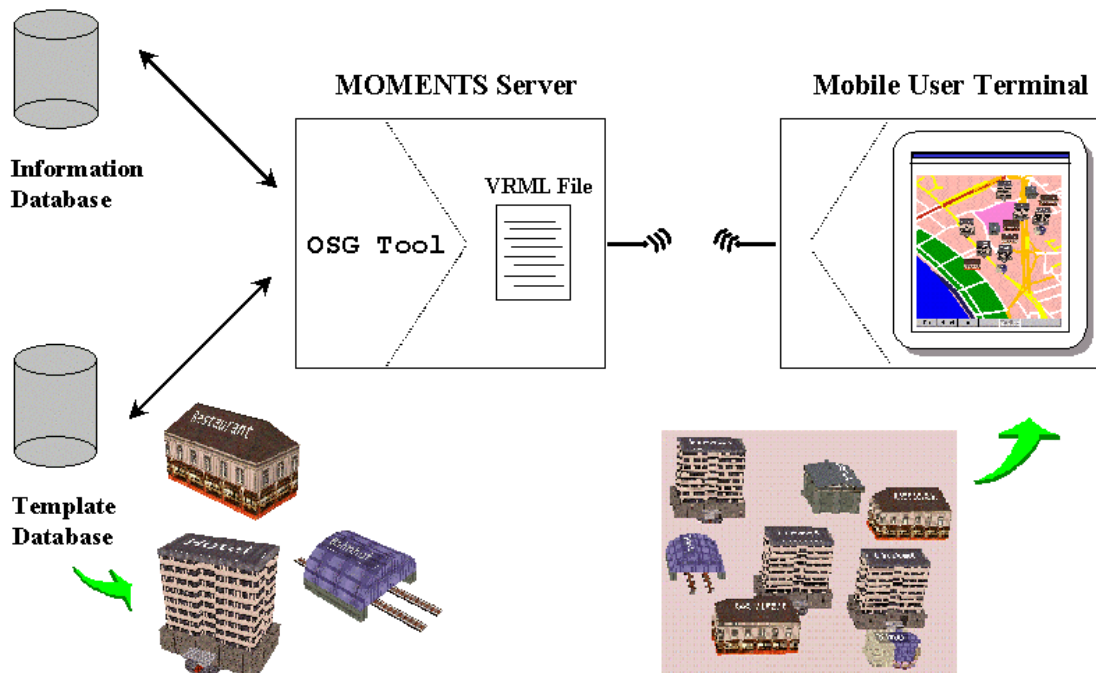 MOMENTS Server
Mobile User Terminal
Information
Database
VRML File
OSG Tool
Template
Database
Restaurant
Hotel
Bahnhof